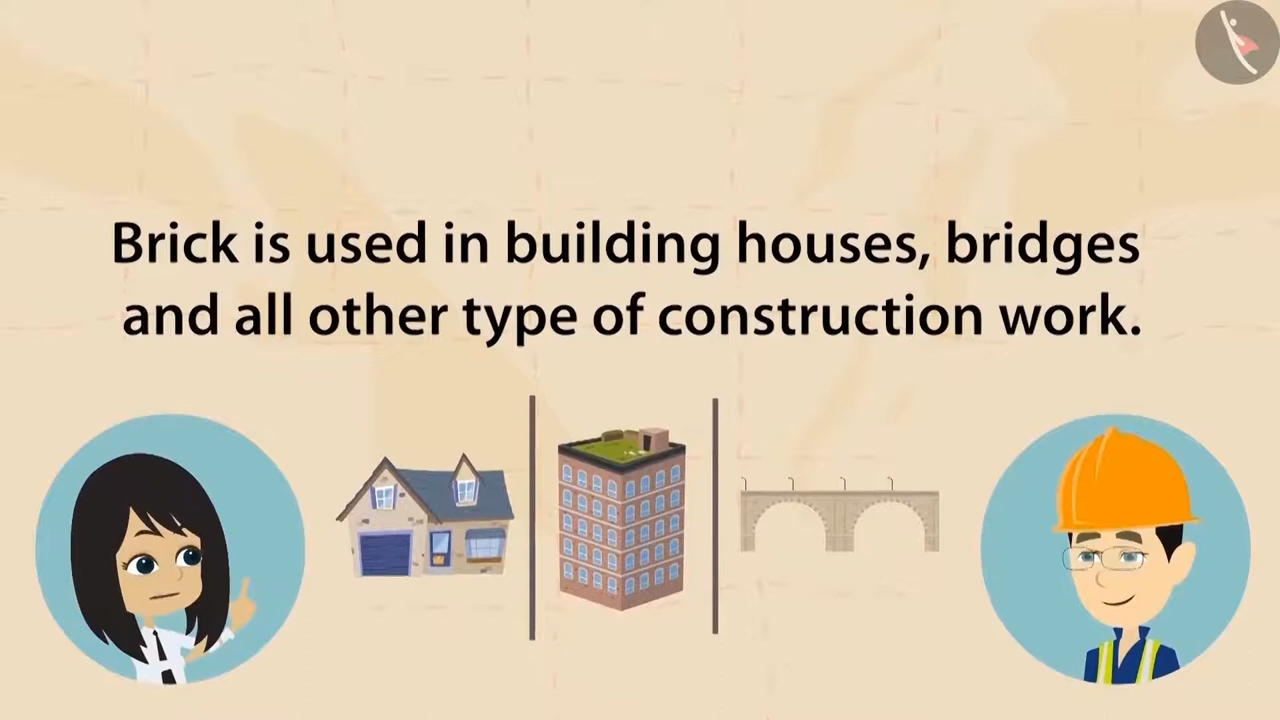 Brick is used in building houses, bridges
and all other type of construction work.